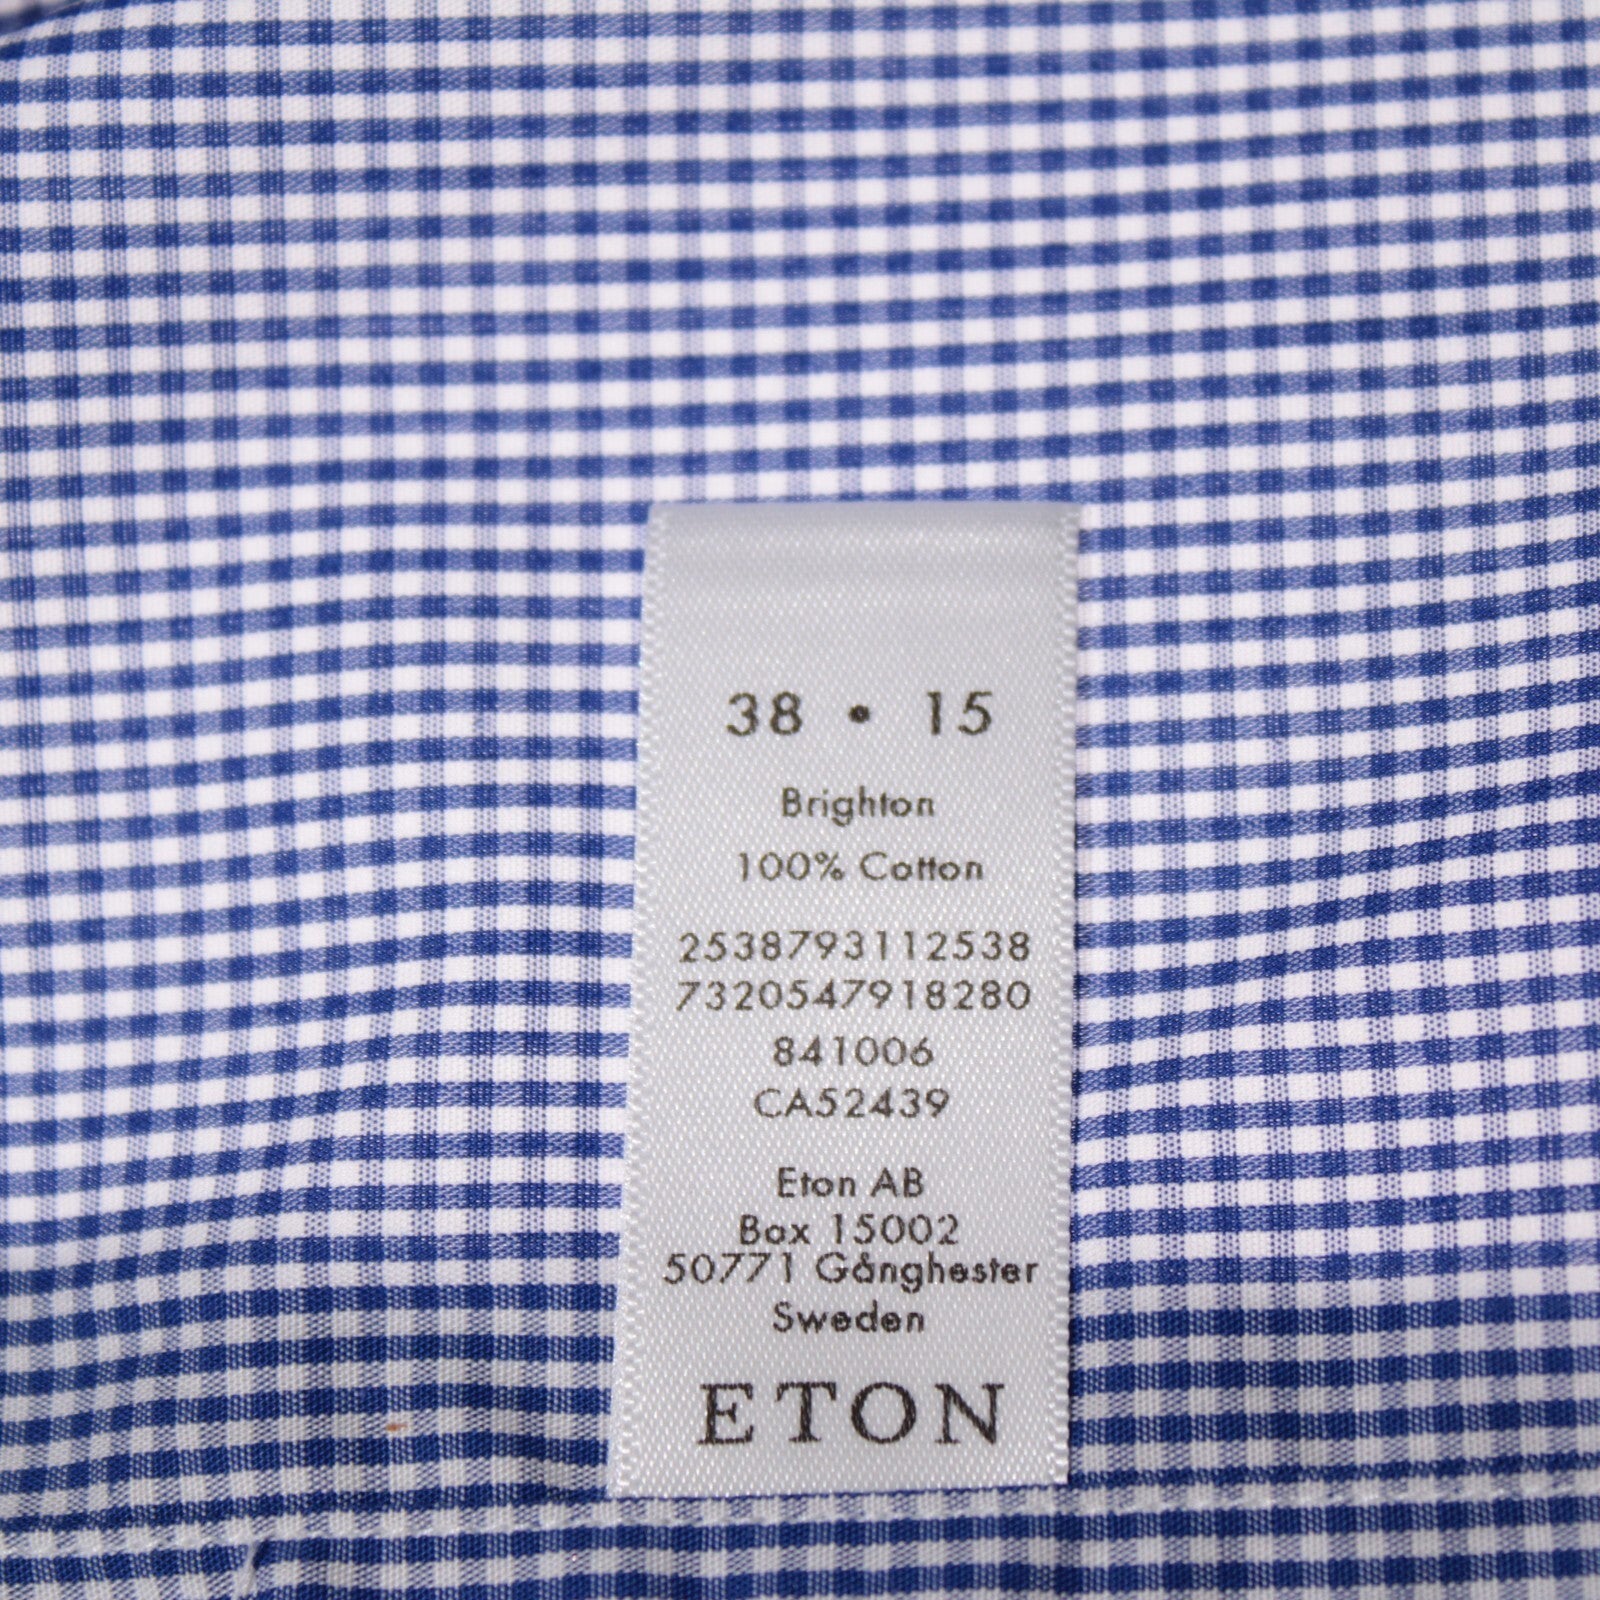 38 • 15
Brighton
100% Cotton
2538793112538
7320547918280
841006
CA52439
Eton AB
Box 15002
50771 Gånghester
Sweden
ETON